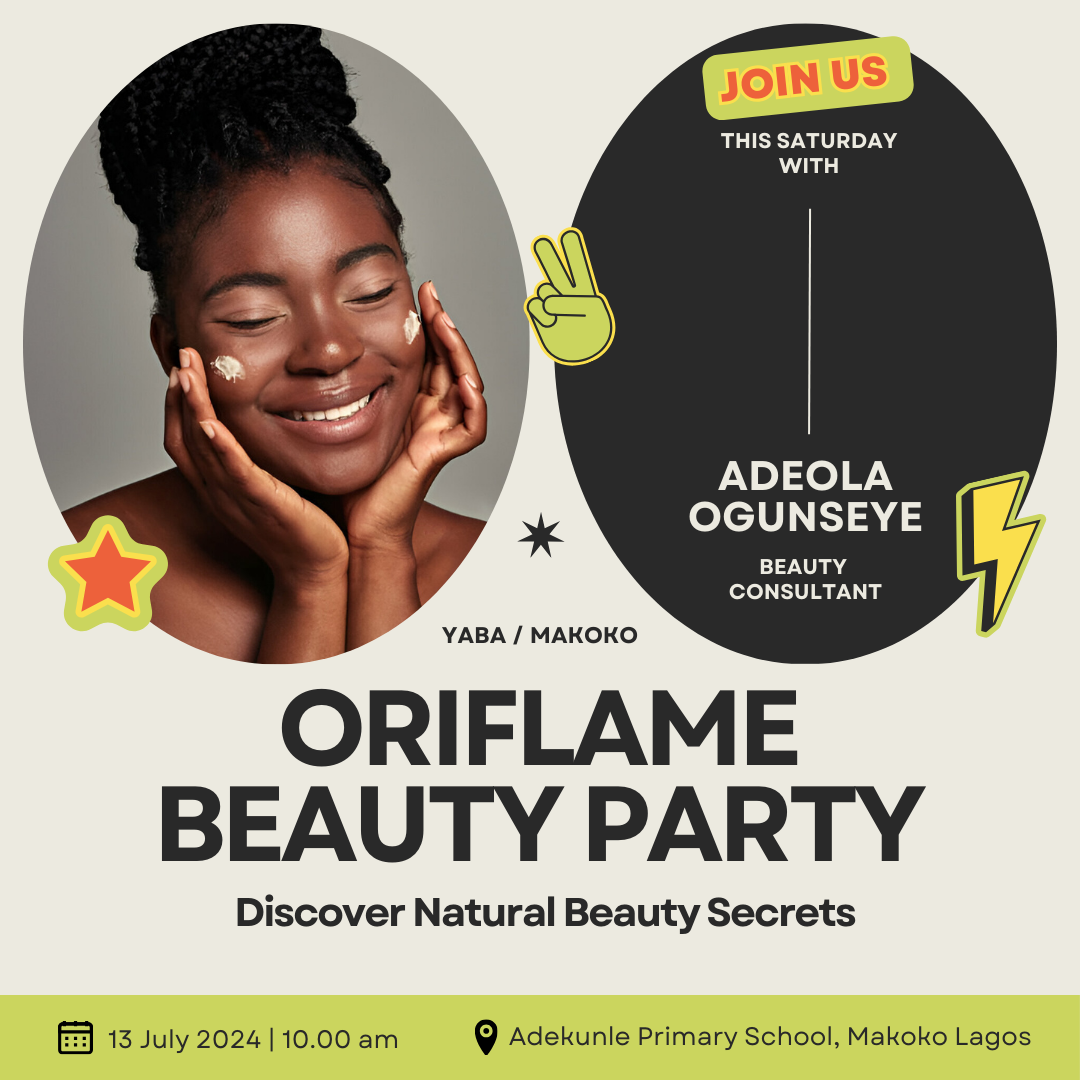 JOIN US
THIS SATURDAY
WITH
ADEOLA
OGUNSEYE
BEAUTY
CONSULTANT
YABA / MAKOKO
ORIFLAME
BEAUTY PARTY
Discover Natural Beauty Secrets
13 July 2024 | 10.00 am
Adekunle Primary School, Makoko Lagos